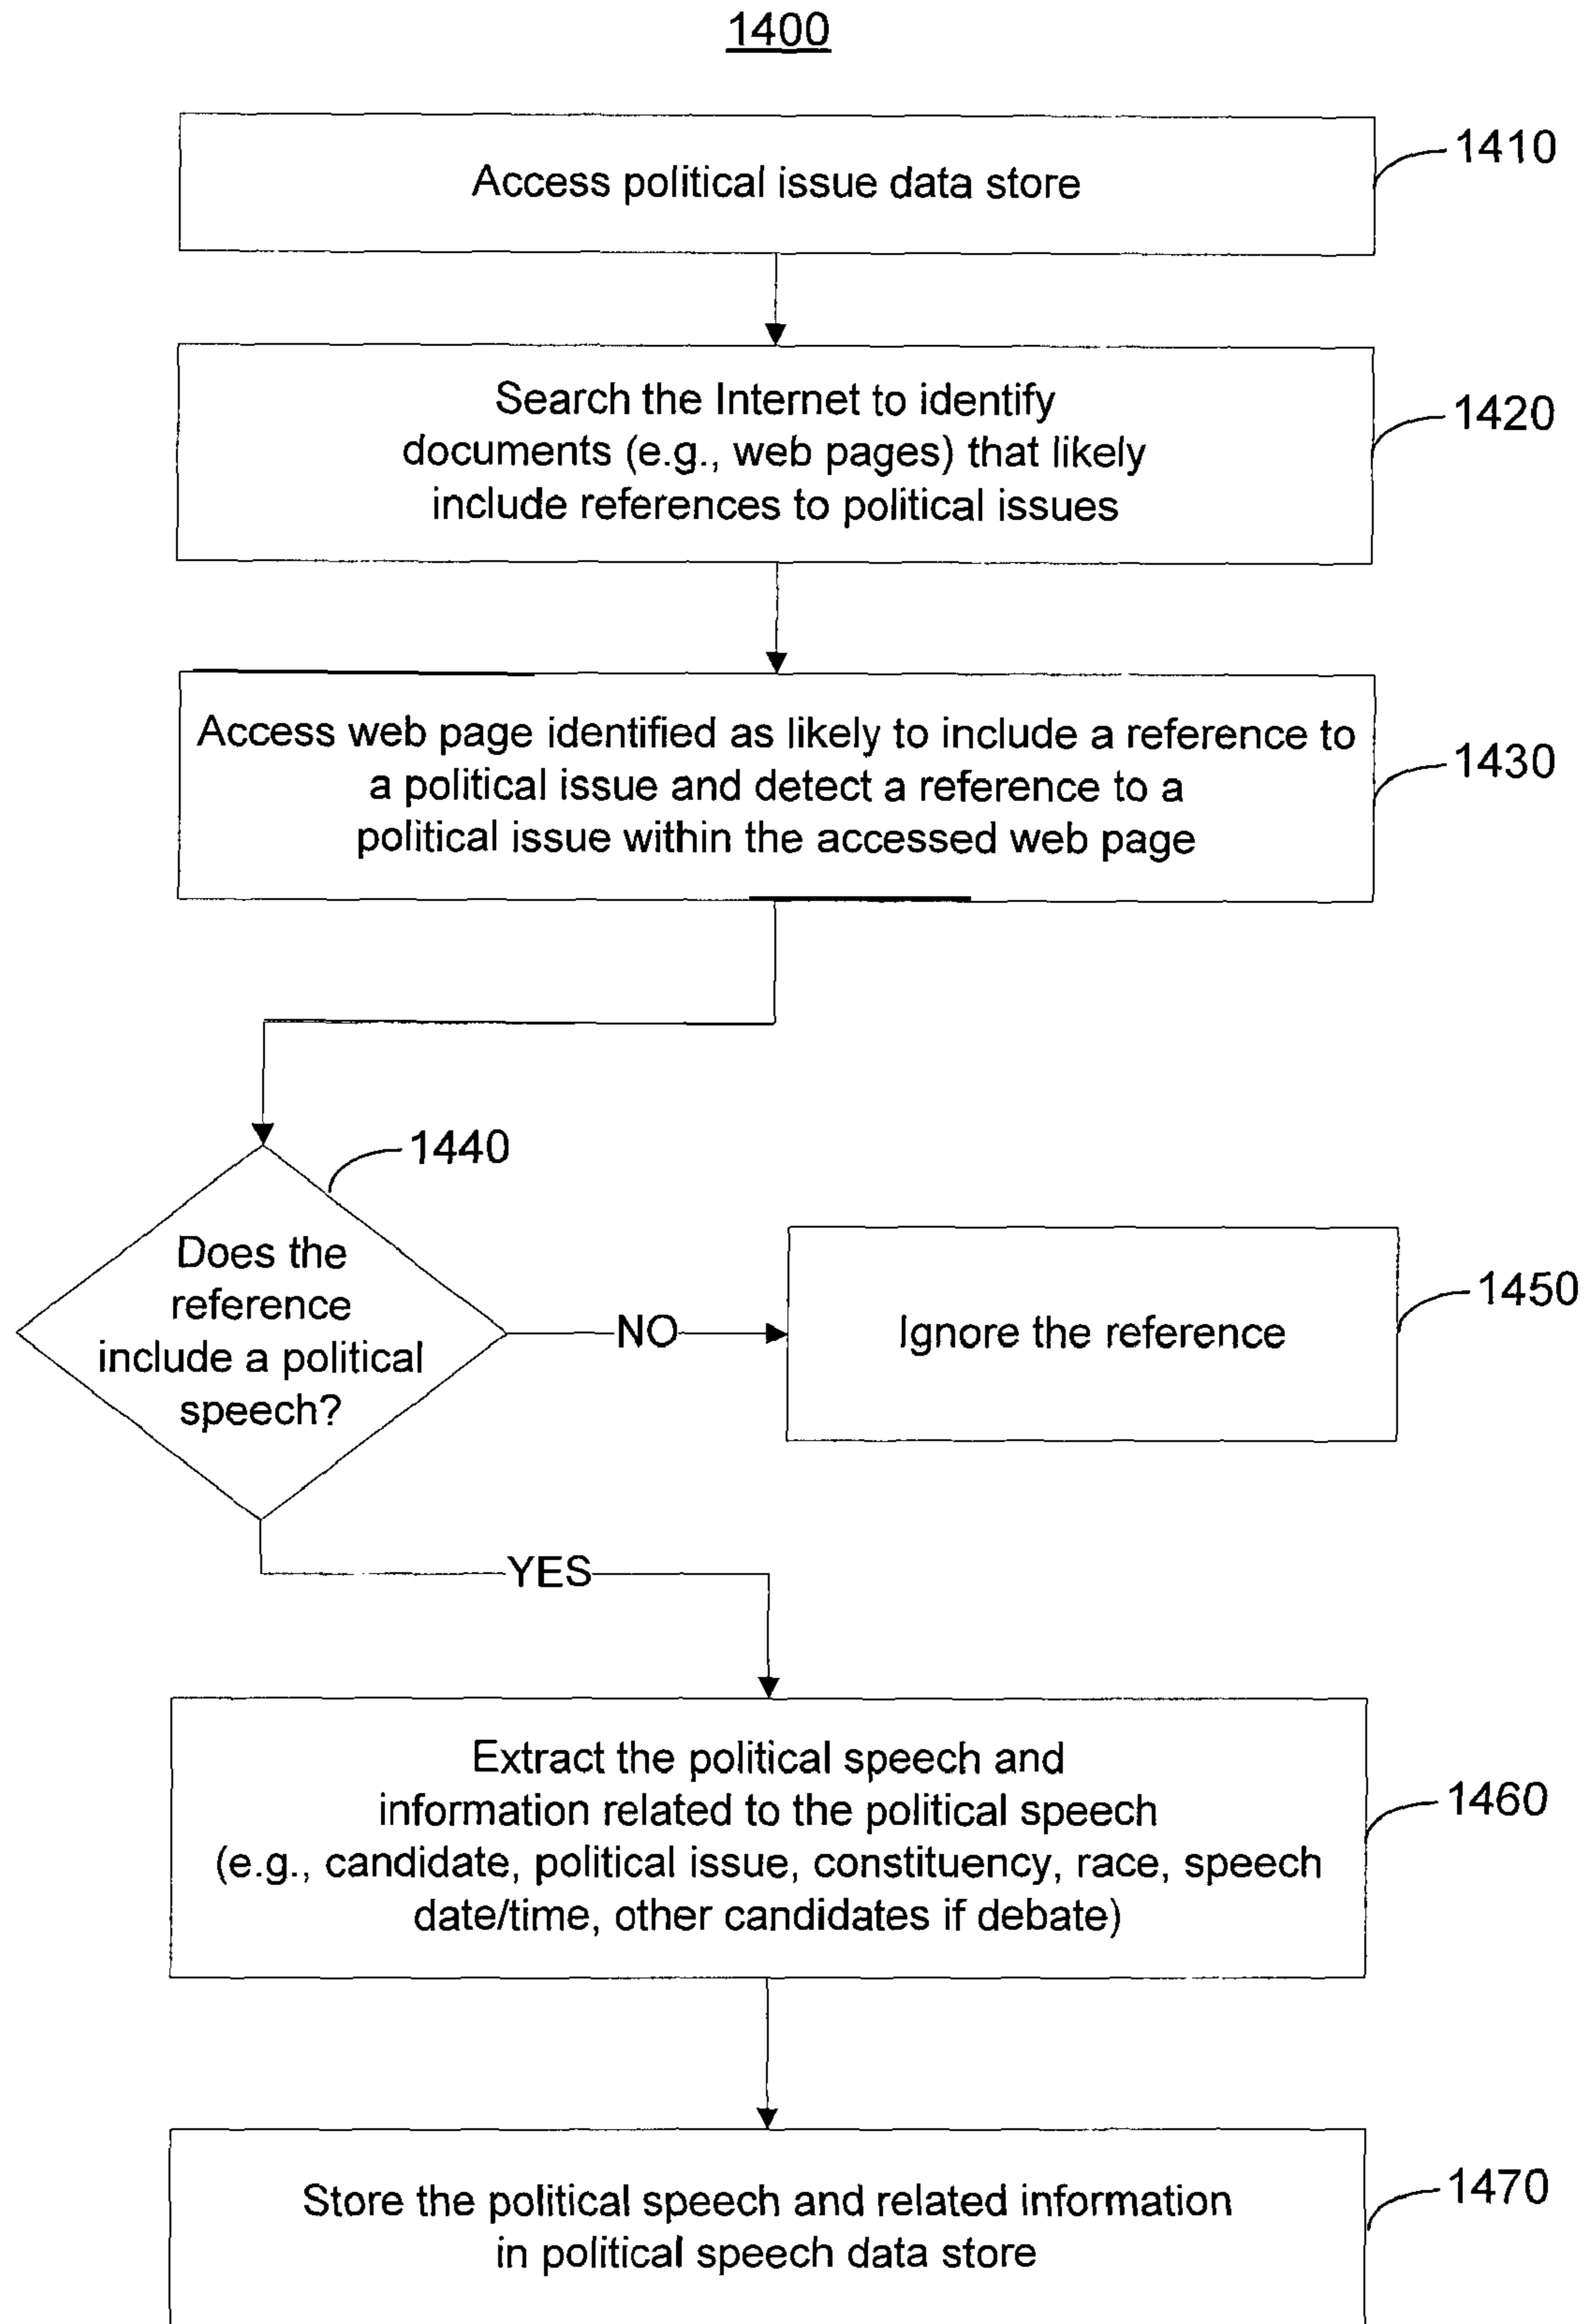 1400
Access political issue data store
1410
Search the Internet to identify
documents (e.g., web pages) that likely
include references to political issues
1420
Access web page identified as likely to include a reference to
a political issue and detect a reference to a
political issue within the accessed web page
1430
1440
Does the
reference
include a political
speech?
NO
Ignore the reference
1450
YES
Extract the political speech and
information related to the political speech
(e.g., candidate, political issue, constituency, race, speech
date/time, other candidates if debate)
1460
Store the political speech and related information
in political speech data store
1470